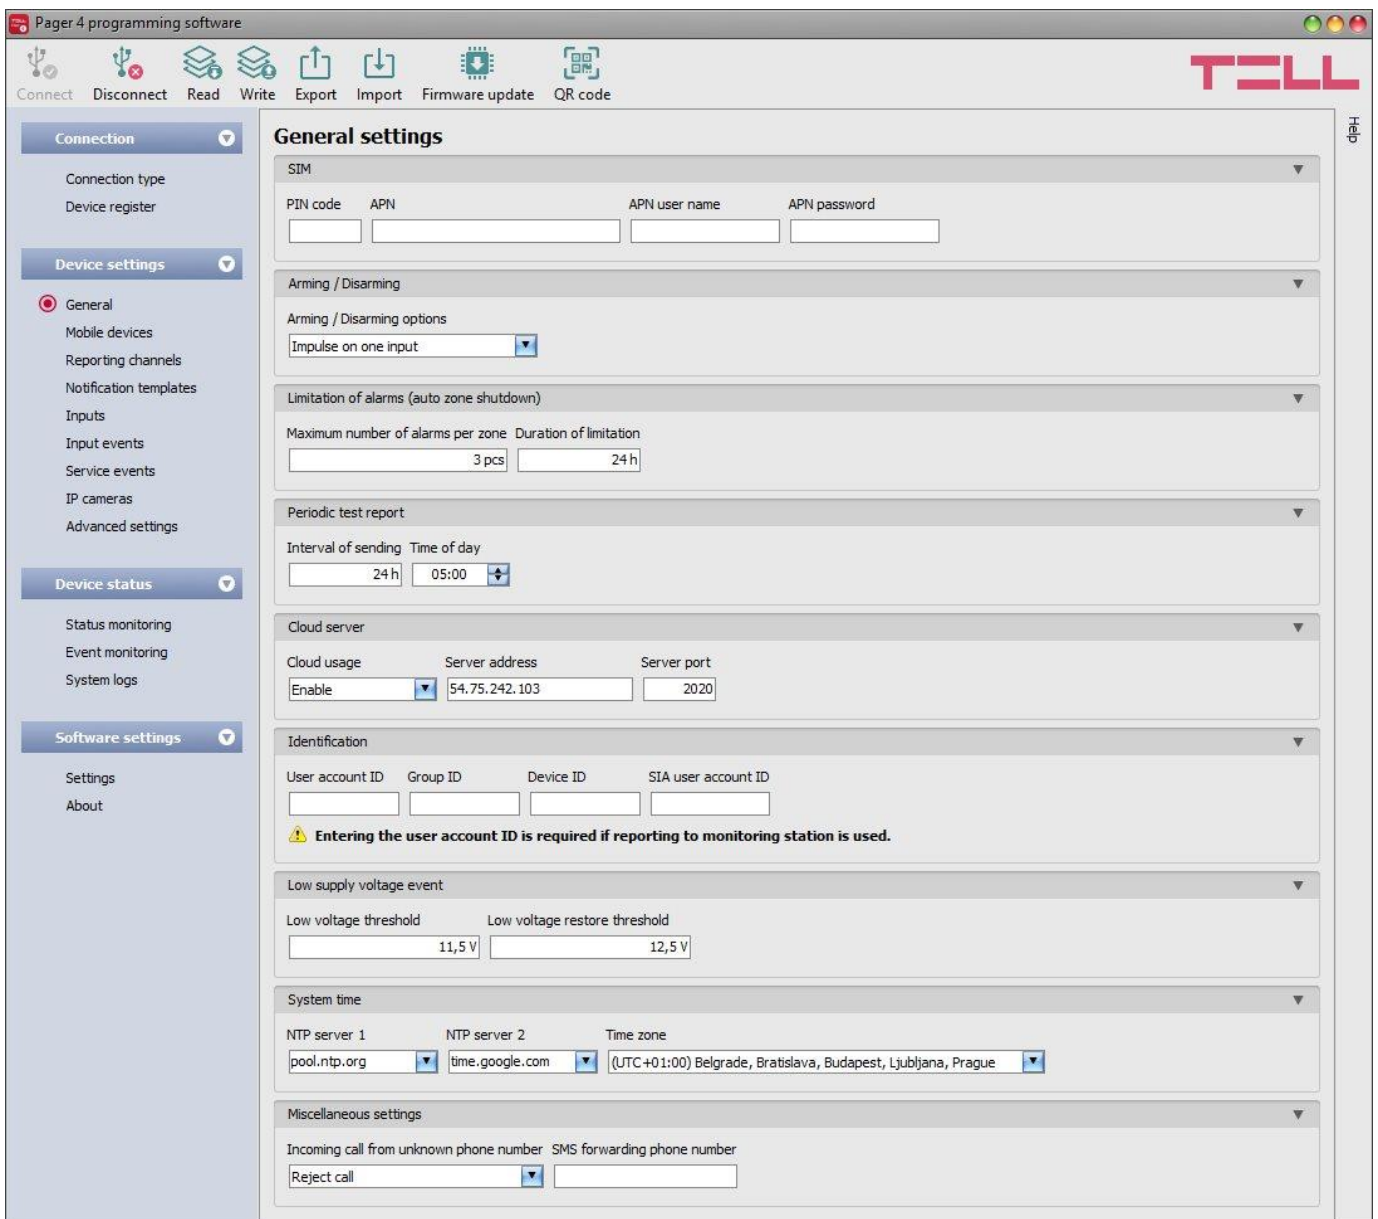 Pager 4 programming software
Connect Disconnect Read Write Export Import Firmware update QR code
TELL
Help
Connection
Connection type
Device register
Device settings
General
Mobile devices
Reporting channels
Notification templates
Inputs
Input events
Service events
IP cameras
Advanced settings
Device status
Status monitoring
Event monitoring
System logs
Software settings
Settings
About
General settings
SIM
PIN code APN APN user name APN password
Arming / Disarming
Arming / Disarming options
Impulse on one input
Limitation of alarms (auto zone shutdown)
Maximum number of alarms per zone Duration of limitation
3 pcs 24 h
Periodic test report
Interval of sending Time of day
24 h 05:00
Cloud server
Cloud usage Server address Server port
Enable 54.75.242.103 2020
Identification
User account ID Group ID Device ID SIA user account ID
Entering the user account ID is required if reporting to monitoring station is used.
Low supply voltage event
Low voltage threshold Low voltage restore threshold
11,5 V 12,5 V
System time
NTP server 1 NTP server 2 Time zone
pool.ntp.org time.google.com (UTC+01:00) Belgrade, Bratislava, Budapest, Ljubljana, Prague
Miscellaneous settings
Incoming call from unknown phone number SMS forwarding phone number
Reject call